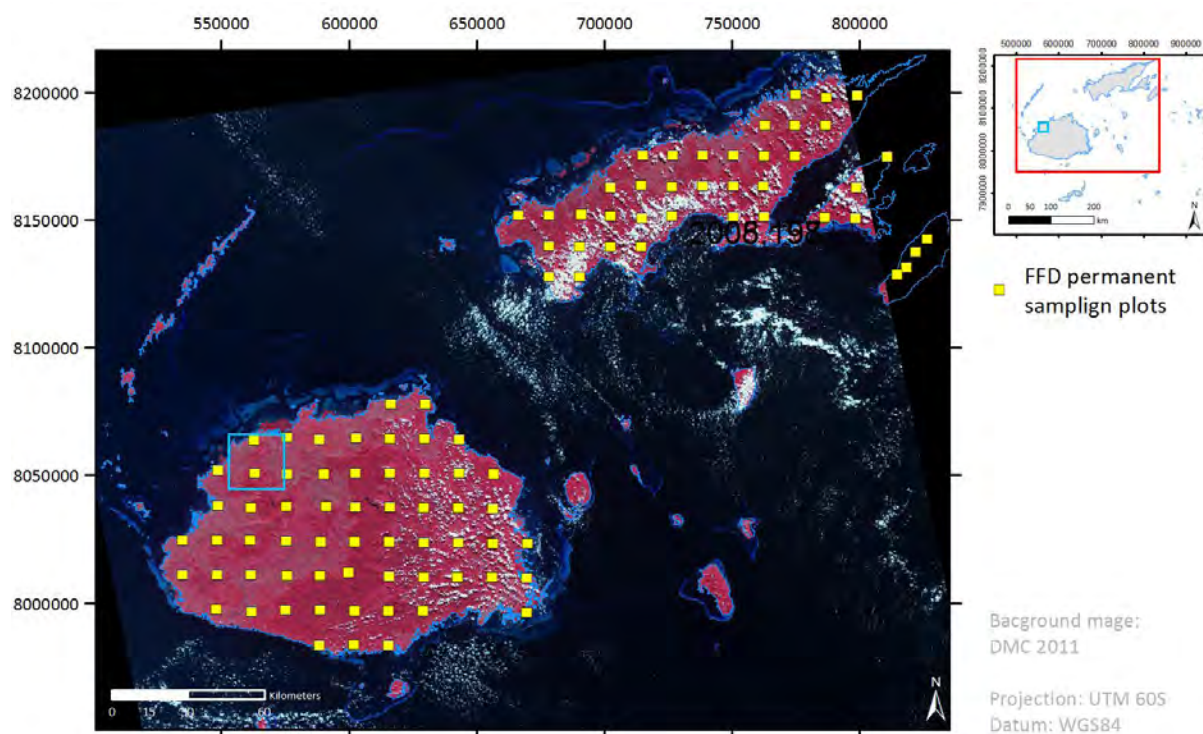 550000 600000 650000 700000 750000 800000
8200000
8150000
8100000
8050000
8000000
2008 198
Kilometers
0 15 30 60
N
500000 600000 700000 800000 900000
8200000
8100000
8000000
7900000
0 50 100 200
km
N
FFD permanent
samplign plots
Bacground mage:
DMC 2011
Projection: UTM 60S
Datum: WGS84